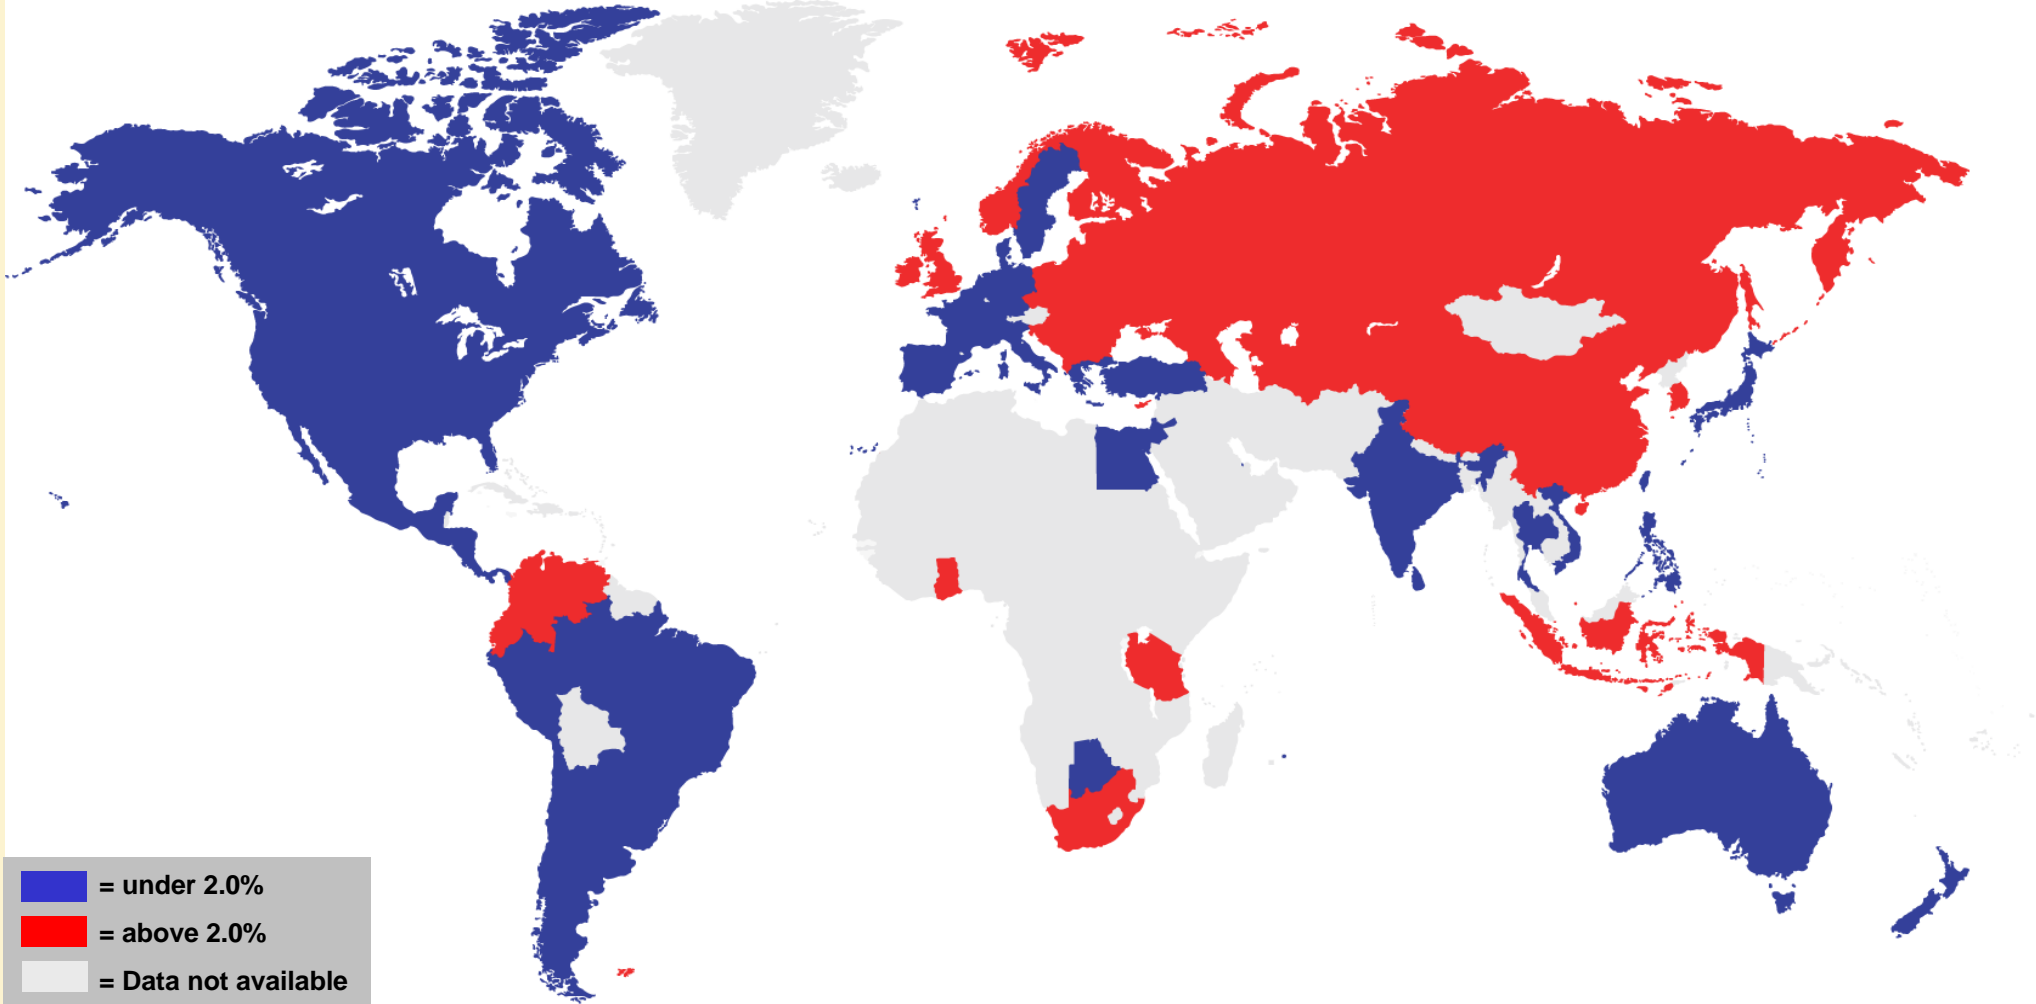 = under 2.0%
= above 2.0%
= Data not available